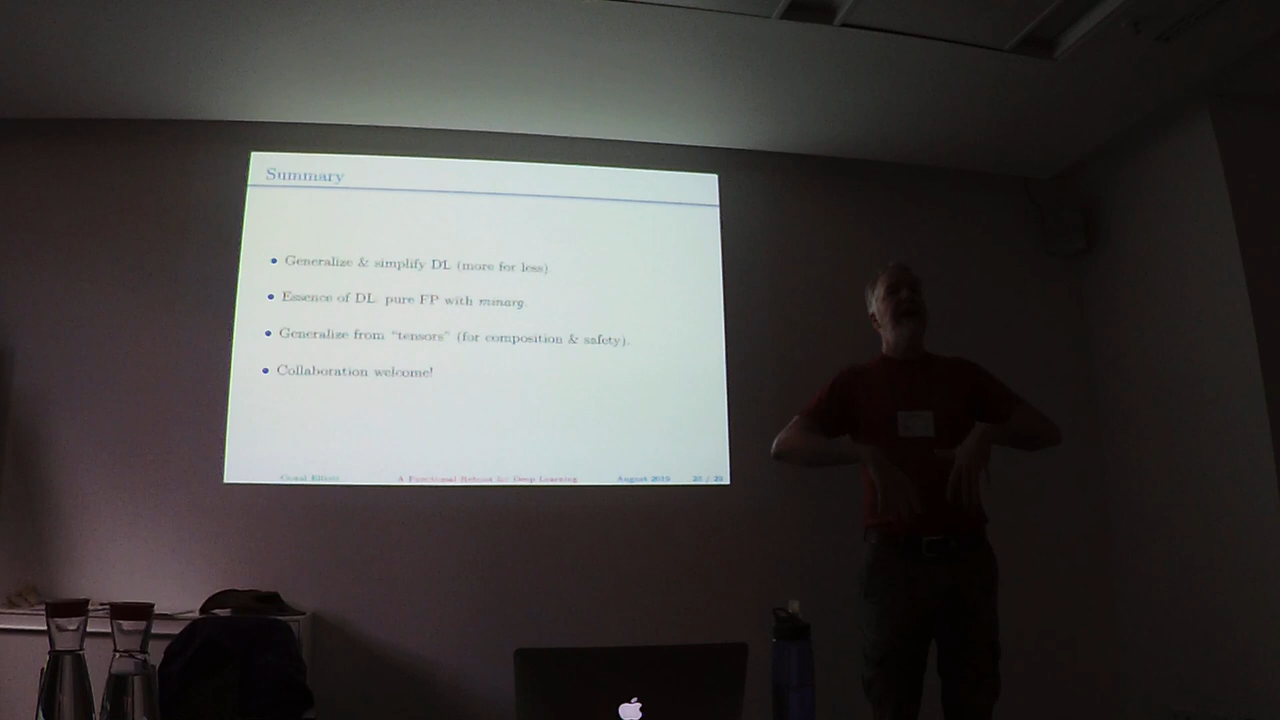 Summary
• Generalize & simplify DL (more for less)
• Essence of DL: pure FP with minarg.
• Generalize from “tensors” (for composition & safety).
• Collaboration welcome!
Conal Elliott A Functional Reboot for Deep Learning August 2019